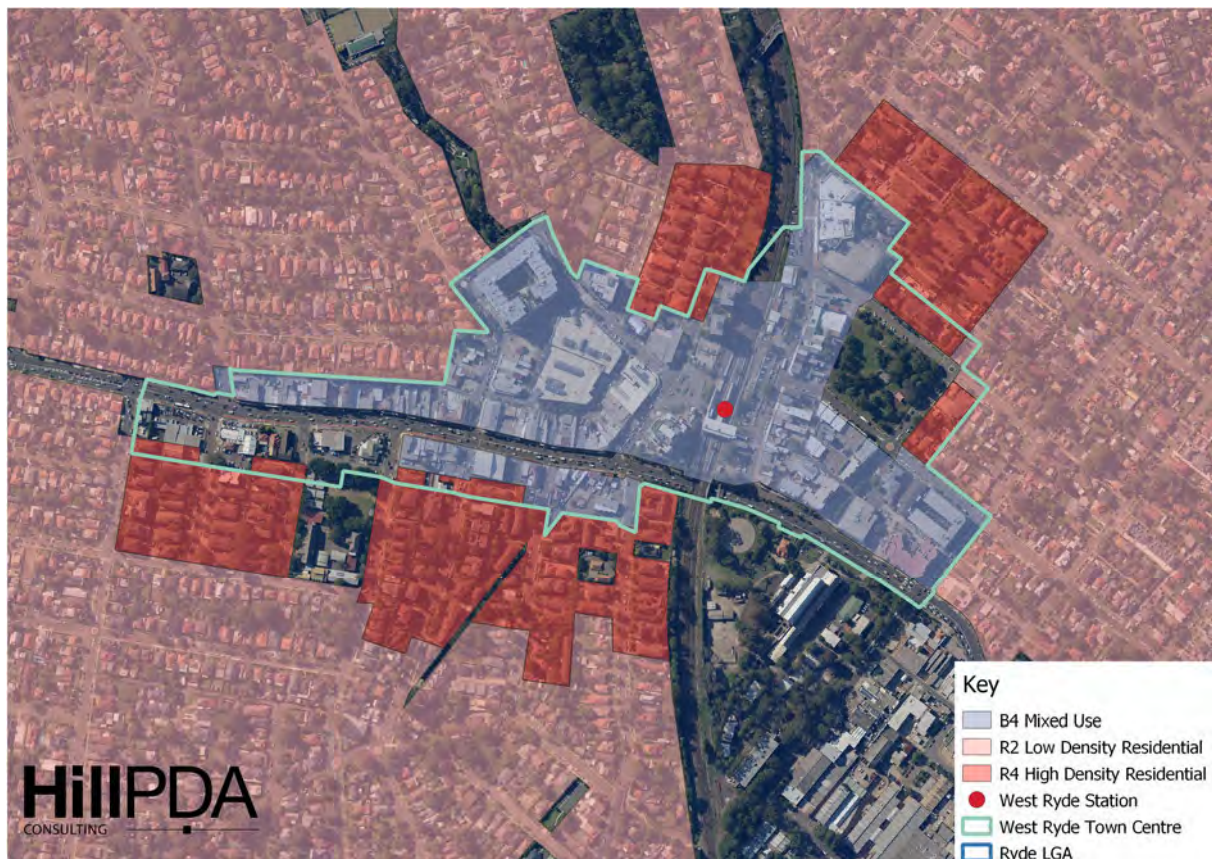 Key
B4 Mixed Use
R2 Low Density Residential
R4 High Density Residential
West Ryde Station
West Ryde Town Centre
Ryde LGA
HillPDA
CONSULTING